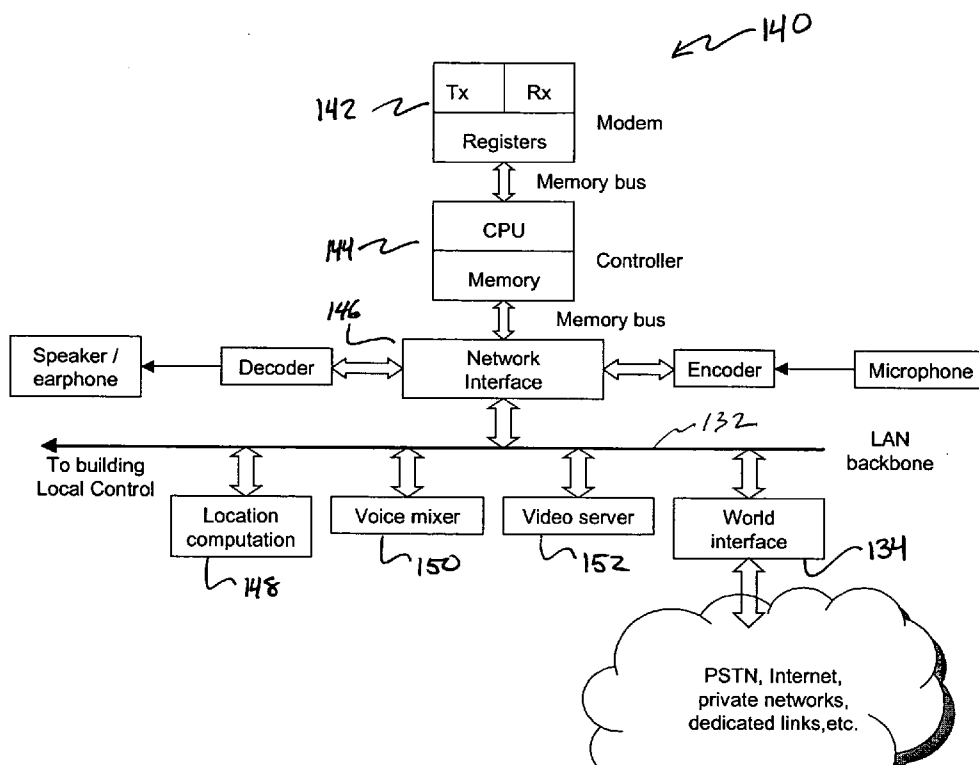 140
Tx
Rx
142
Modem
Registers
Memory bus
CPU
144
Controller
Memory
146
Memory bus
Speaker /
earphone
Decoder
Network
Interface
Encoder
Microphone
132
To building
Local Control
LAN
backbone
Location
computation
Voice mixer
Video server
World
interface
148
150
152
134
PSTN, Internet,
private networks,
dedicated links,etc.